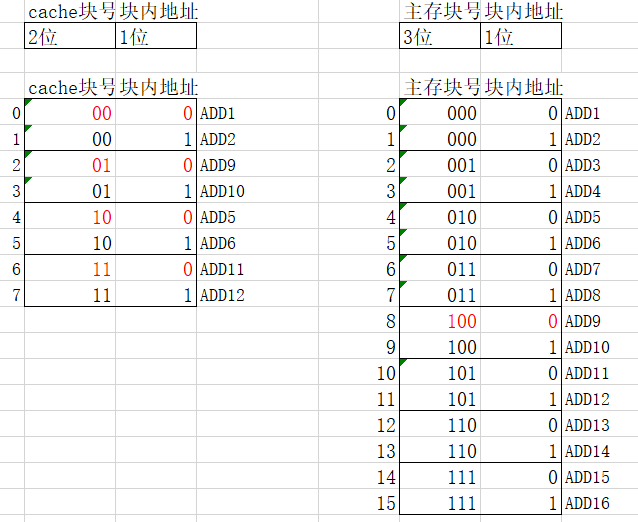 cache块号 块内地址 主存块号 块内地址
2位 1位 3位 1位
cache块号 块内地址 主存块号 块内地址
0 00 0 ADD1 0 000 0 ADD1
1 00 1 ADD2 1 000 1 ADD2
2 01 0 ADD9 2 001 0 ADD3
3 01 1 ADD10 3 001 1 ADD4
4 10 0 ADD5 4 010 0 ADD5
5 10 1 ADD6 5 010 1 ADD6
6 11 0 ADD11 6 011 0 ADD7
7 11 1 ADD12 7 011 1 ADD8
8 100 0 ADD9
9 100 1 ADD10
10 101 0 ADD11
11 101 1 ADD12
12 110 0 ADD13
13 110 1 ADD14
14 111 0 ADD15
15 111 1 ADD16